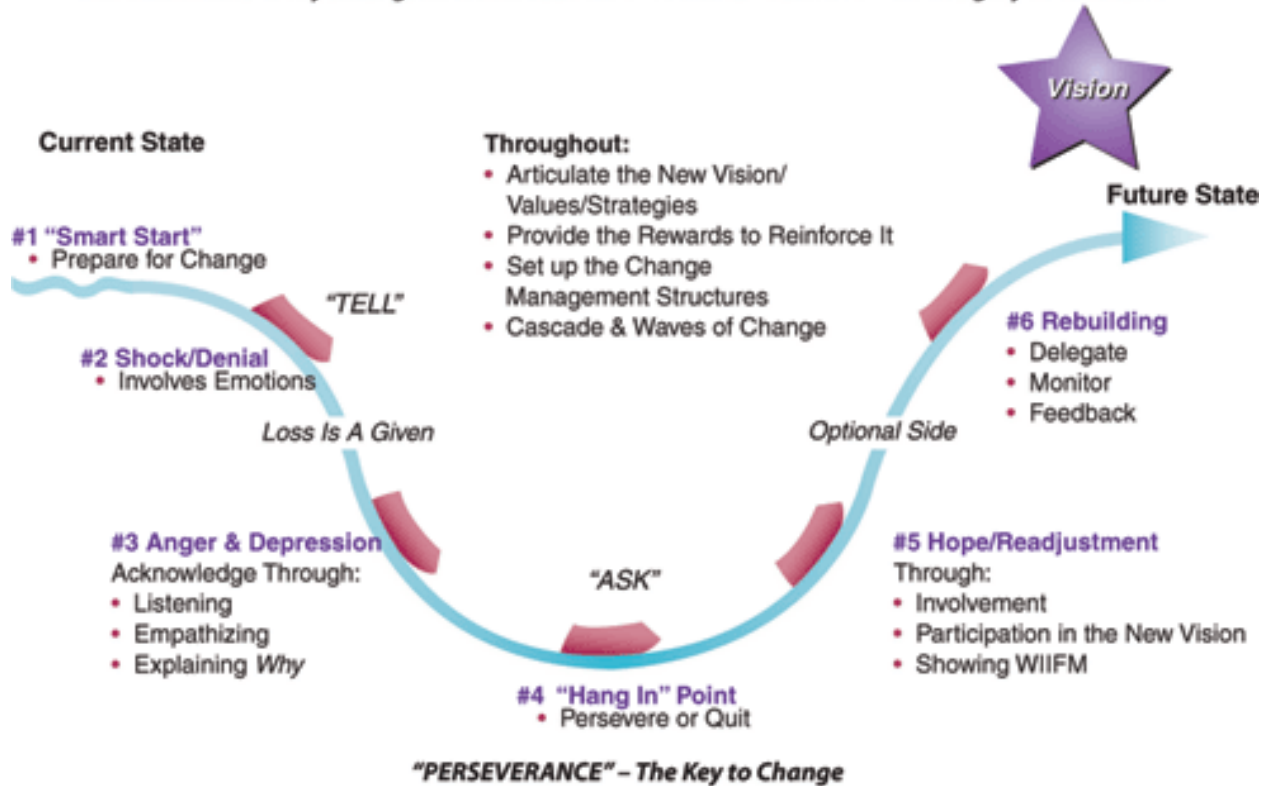 Vision
Current State
#1 “Smart Start”
• Prepare for Change
“TELL”
#2 Shock/Denial
• Involves Emotions
Loss Is A Given
#3 Anger & Depression
Acknowledge Through:
• Listening
• Empathizing
• Explaining Why
Throughout:
• Articulate the New Vision/
Values/Strategies
• Provide the Rewards to Reinforce It
• Set up the Change
Management Structures
• Cascade & Waves of Change
“ASK”
#4 “Hang In” Point
• Persevere or Quit
Optional Side
#5 Hope/Readjustment
Through:
• Involvement
• Participation in the New Vision
• Showing WIIFM
Future State
#6 Rebuilding
• Delegate
• Monitor
• Feedback
“PERSEVERANCE” – The Key to Change